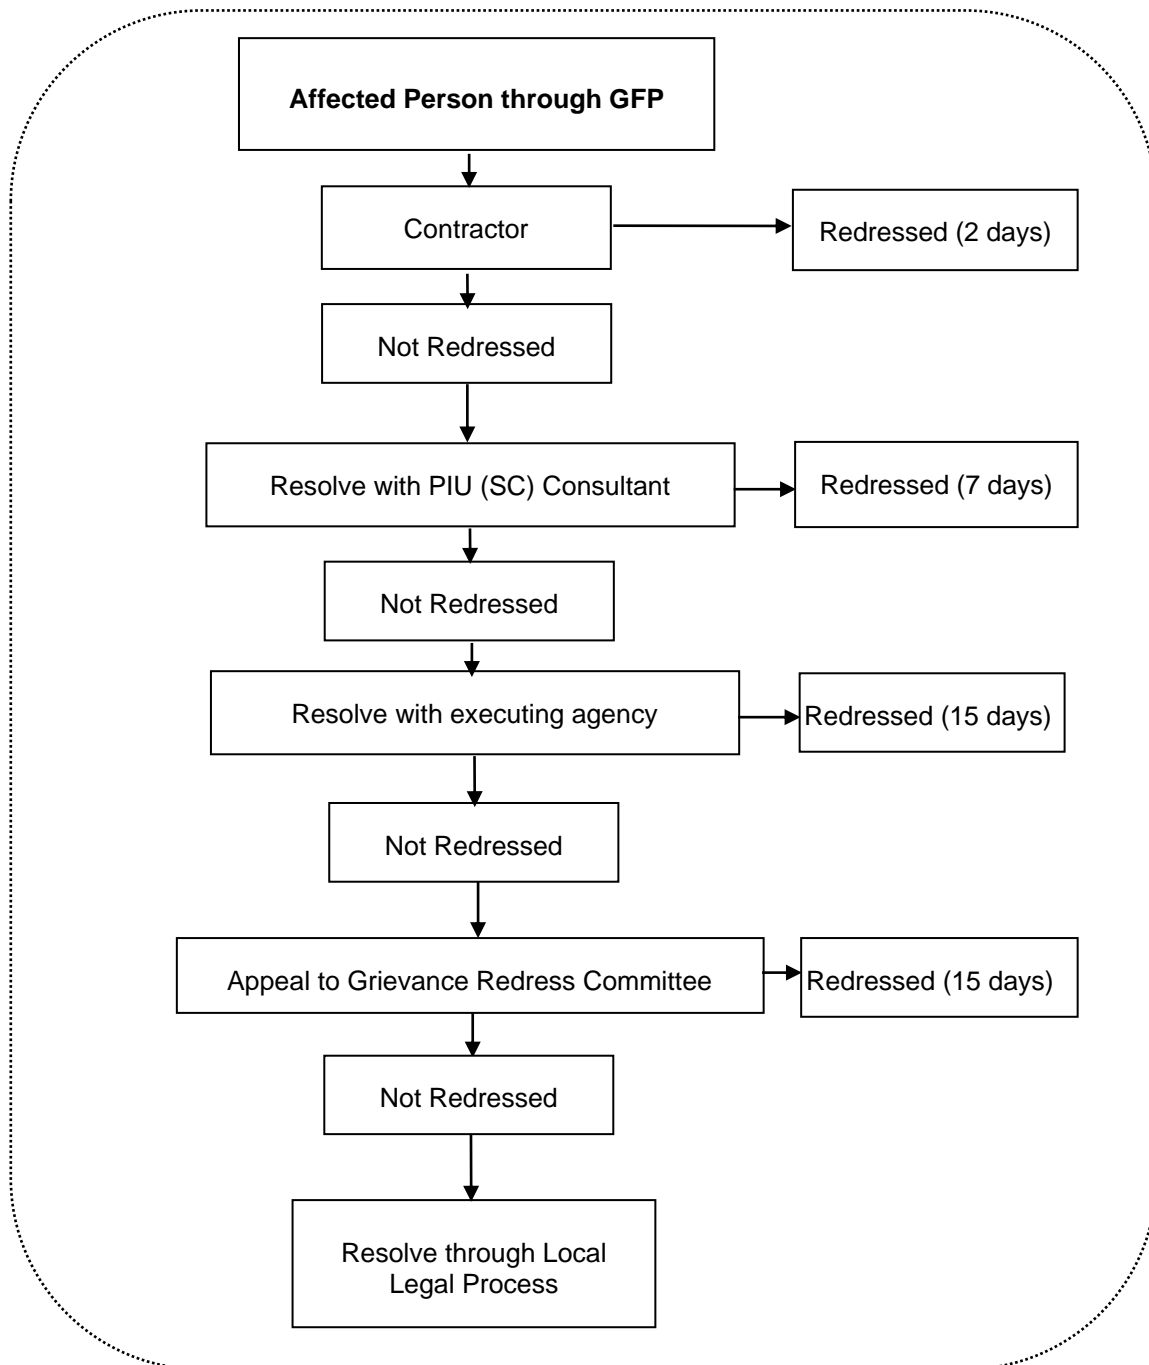 Affected Person through GFP
Contractor
Redressed (2 days)
Not Redressed
Resolve with PIU (SC) Consultant
Redressed (7 days)
Not Redressed
Resolve with executing agency
Redressed (15 days)
Not Redressed
Appeal to Grievance Redress Committee
Redressed (15 days)
Not Redressed
Resolve through Local
Legal Process